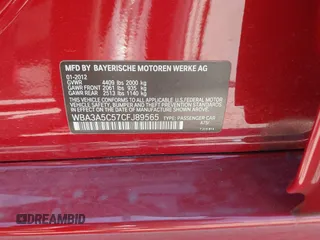 MFD BY BAYERISCHE MOTOREN WERKE AG
01-2012
GVWR 4409 lbs 2000 kg
GAWR FRONT 2061 lbs 935 kg
GAWR REAR 2513 lbs 1140 kg
THIS VEHICLE CONFORMS TO ALL APPLICABLE FEDERAL MOTOR
VEHICLE SAFETY, BUMPER, AND THEFT PREVENTION STANDARDS
IN EFFECT ON THE DATE OF MANUFACTURE SHOWN ABOVE.
WBA3A5C57CFJ89565 TYPE: PASSENGER CAR
© DREAMBID